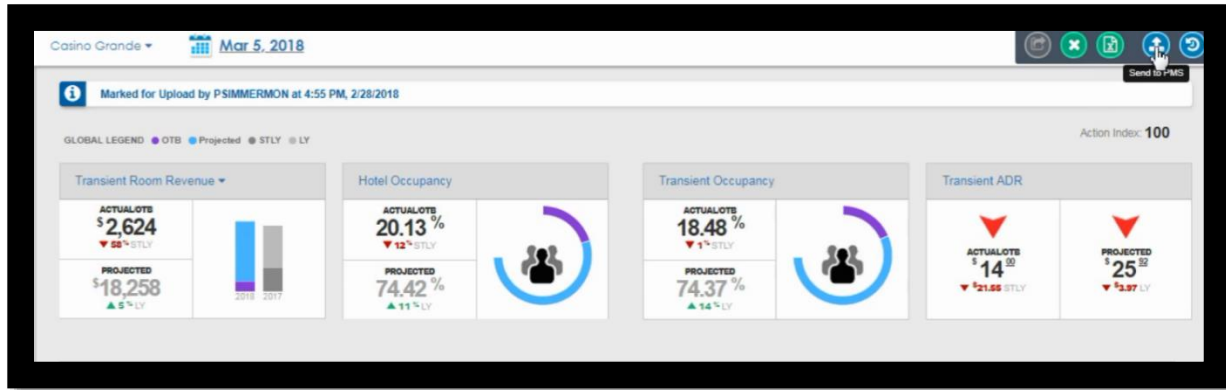 Casino Grande
Mar 5, 2018
Send to PMS
Marked for Upload by PSIMMERMON at 4:55 PM, 2/28/2018
GLOBAL LEGEND OTB Projected STLY LY
Action Index: 100
Transient Room Revenue
ACTUAL/OTB
$2,624
58% STLY
PROJECTED
$18,258
5% LY
2018 2017
Hotel Occupancy
ACTUAL/OTB
20.13 %
12% STLY
PROJECTED
74.42 %
11% LY
Transient Occupancy
ACTUAL/OTB
18.48 %
1% STLY
PROJECTED
74.37 %
14% LY
Transient ADR
ACTUAL/OTB
$14 00
$21.55 STLY
PROJECTED
$25 92
$3.97 LY